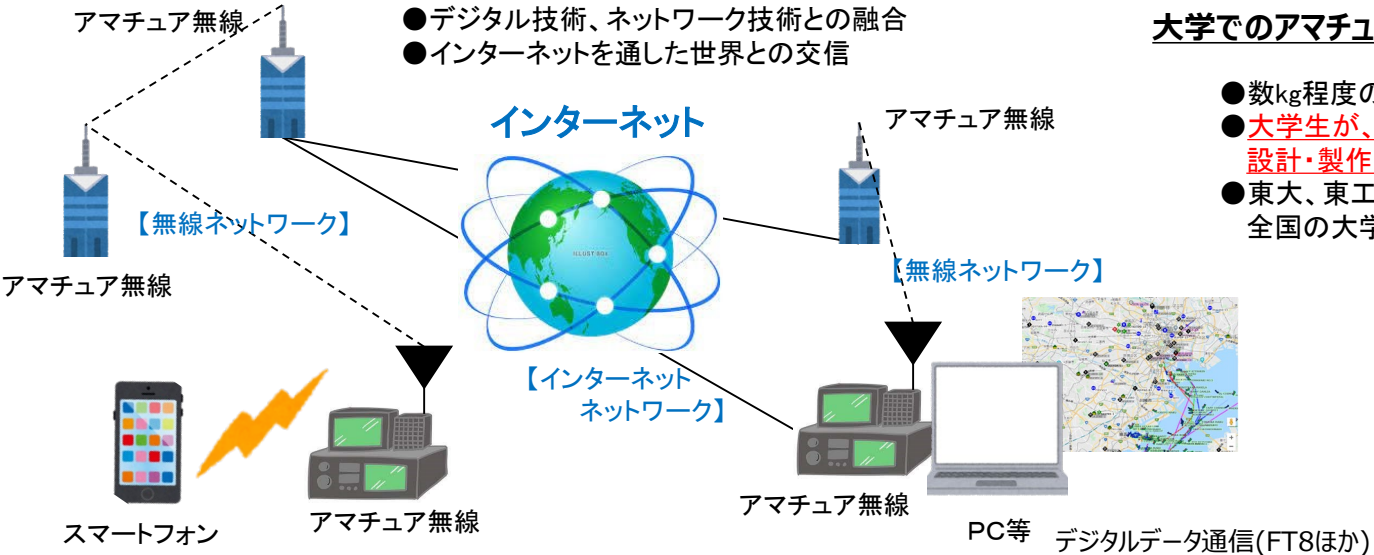 アマチュア無線
●デジタル技術、ネットワーク技術との融合
●インターネットを通した世界との交信
インターネット
アマチュア無線
【無線ネットワーク】
アマチュア無線
ILLUST BOX
【無線ネットワーク】
【インターネット
ネットワーク】
スマートフォン
アマチュア無線
アマチュア無線
PC等
デジタルデータ通信(FT8ほか)
大学でのアマチュ
●数kg程度の
●大学生が、
設計・製作
●東大、東工
全国の大学